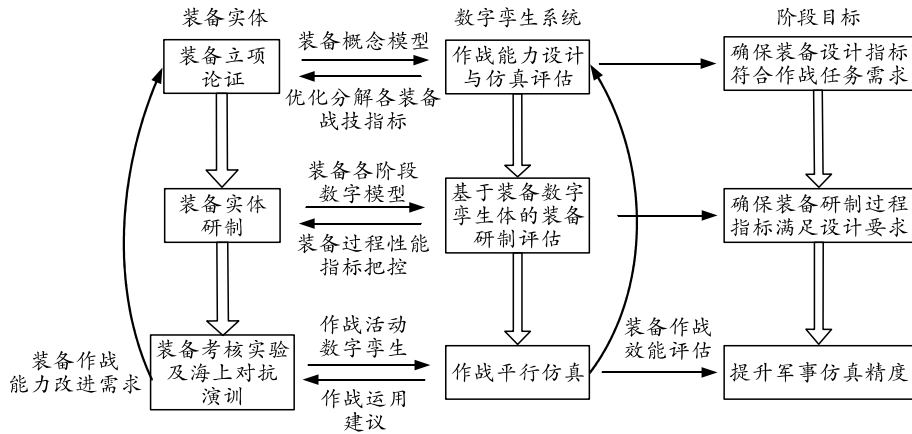 装备实体
数字孪生系统
阶段目标
装备立项
论证
装备概念模型
优化分解各装备
战技指标
作战能力设计
与仿真评估
确保装备设计指标
符合作战任务需求
装备实体
研制
装备各阶段
数字模型
装备过程性能
指标把控
基于装备数字
孪生体的装备
研制评估
确保装备研制过程
指标满足设计要求
装备作战
能力改进需求
装备考核实验
及海上对抗
演训
作战活动
数字孪生
作战运用
建议
作战平行仿真
装备作战
效能评估
提升军事仿真精度